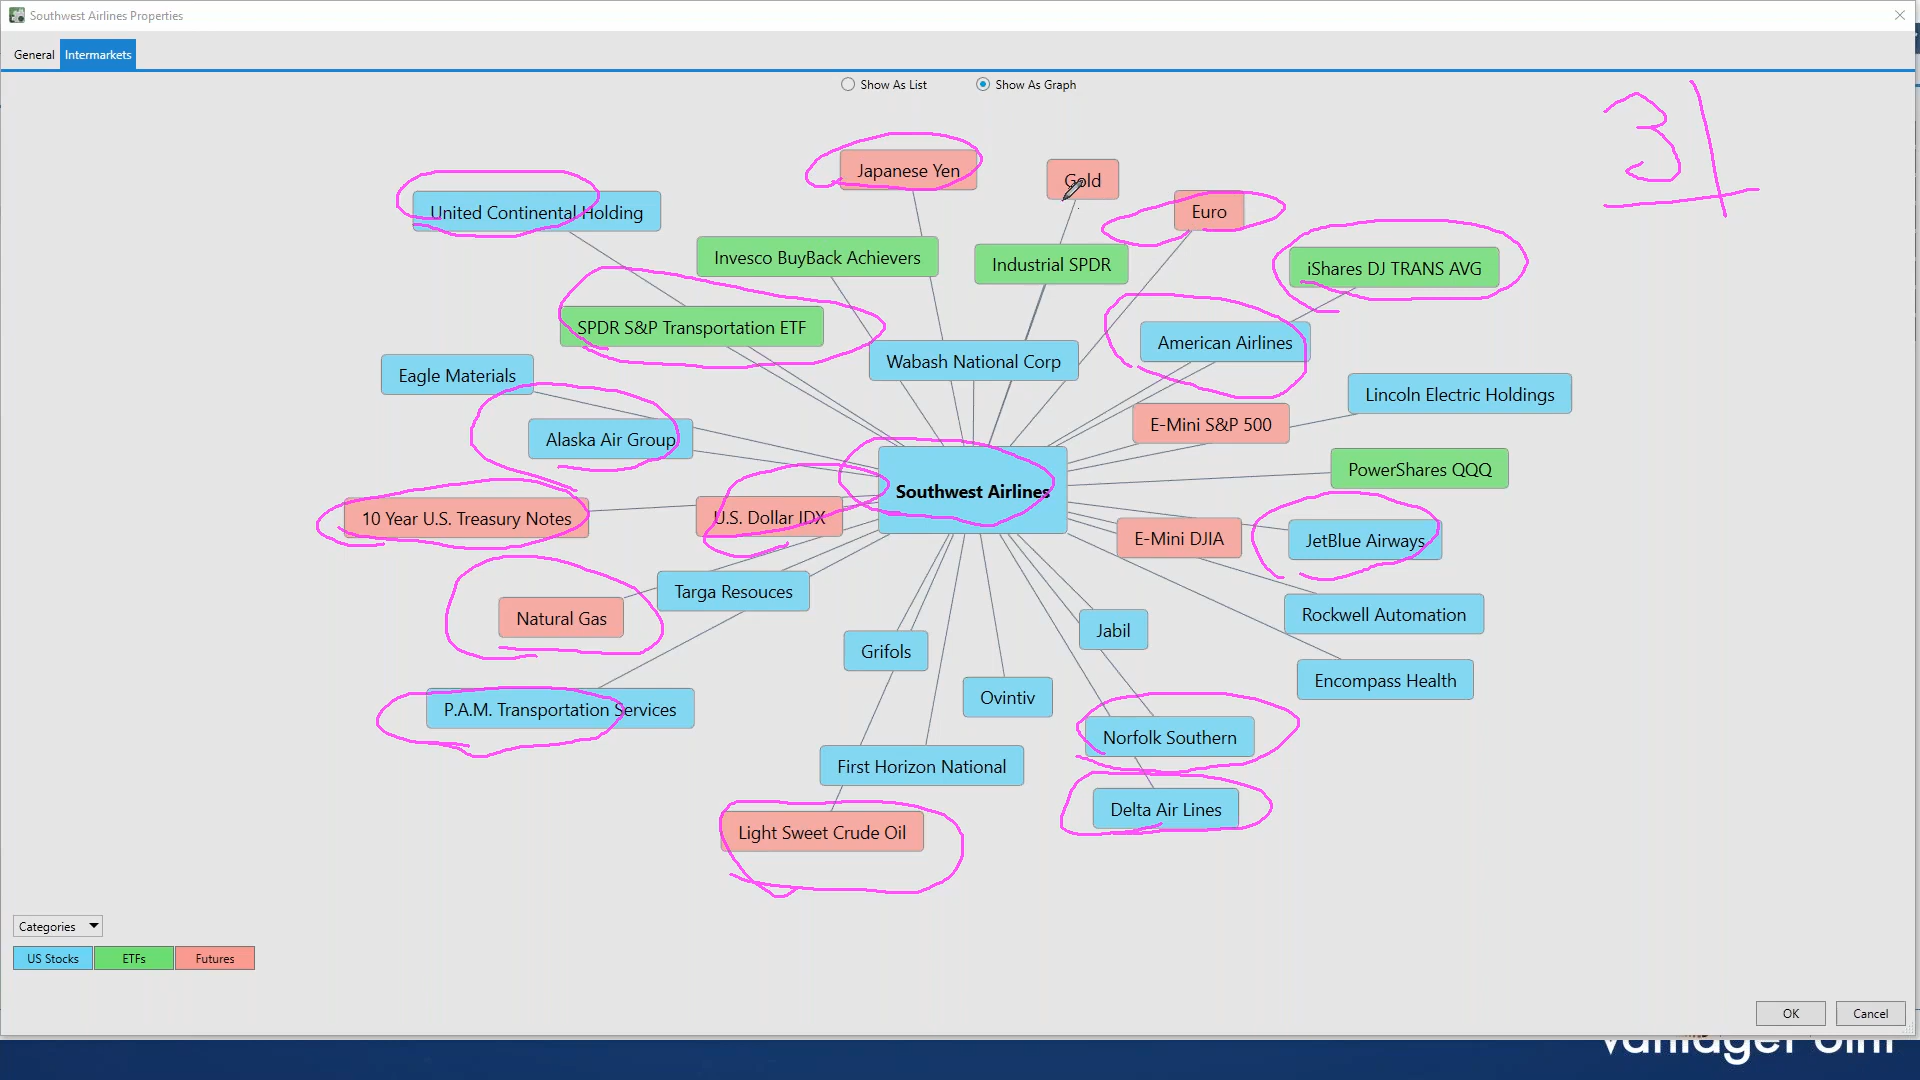 Southwest Airlines Properties
General Intermarkets
Show As List Show As Graph
31
Japanese Yen
Gold
United Continental Holding
Euro
Invesco BuyBack Achievers
Industrial SPDR
iShares DJ TRANS AVG
SPDR S&P Transportation ETF
American Airlines
Wabash National Corp
Eagle Materials
Lincoln Electric Holdings
E-Mini S&P 500
Alaska Air Group
PowerShares QQQ
Southwest Airlines
10 Year U.S. Treasury Notes
U.S. Dollar IDX
E-Mini DJIA
JetBlue Airways
Targa Resouces
Natural Gas
Rockwell Automation
Jabil
Grifols
Encompass Health
Ovintiv
P.A.M. Transportation Services
Norfolk Southern
First Horizon National
Delta Air Lines
Light Sweet Crude Oil
Categories
US Stocks ETFs Futures
OK Cancel